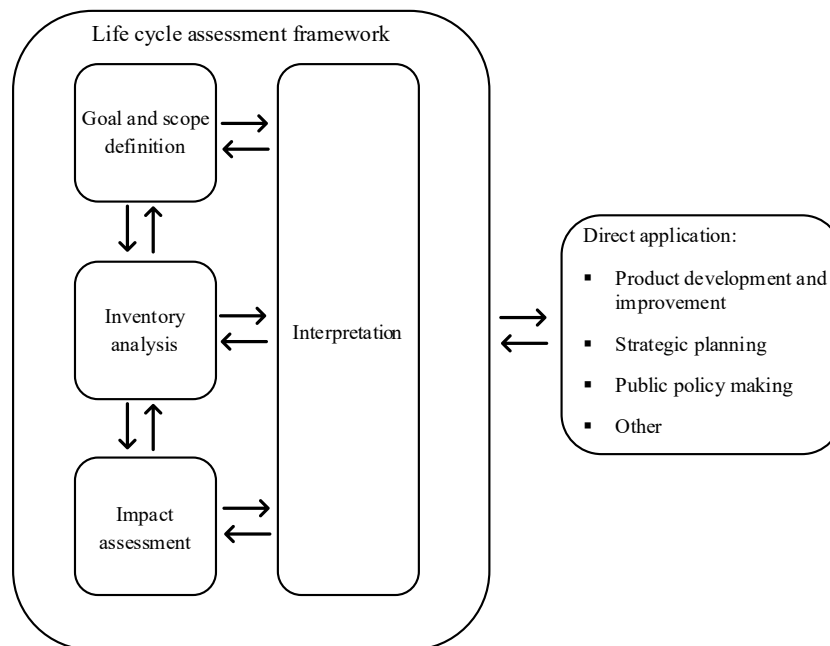 Life cycle assessment framework
Goal and scope
definition
Inventory
analysis
Impact
assessment
Interpretation
Direct application:
▪ Product development and
improvement
▪ Strategic planning
▪ Public policy making
▪ Other